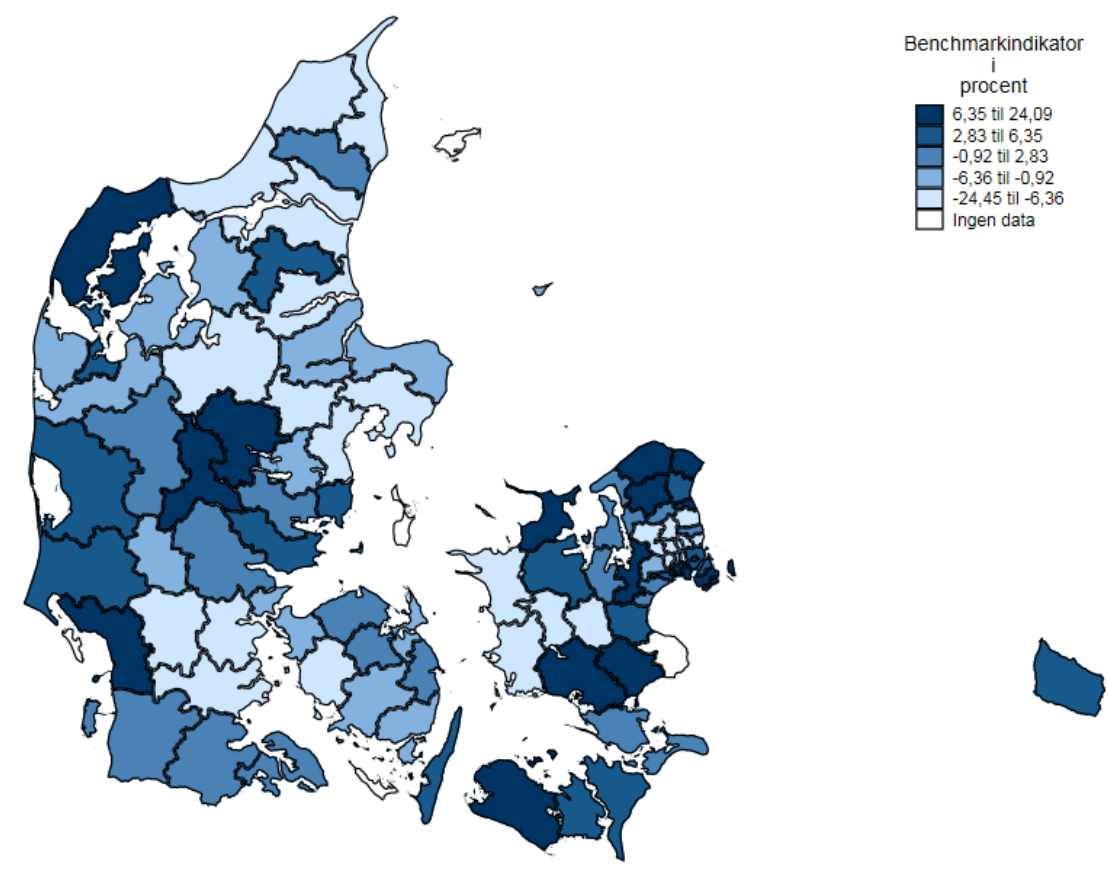 Benchmarkindikator
i
procent
6,35 til 24,09
2,83 til 6,35
-0,92 til 2,83
-6,36 til -0,92
-24,45 til -6,36
Ingen data